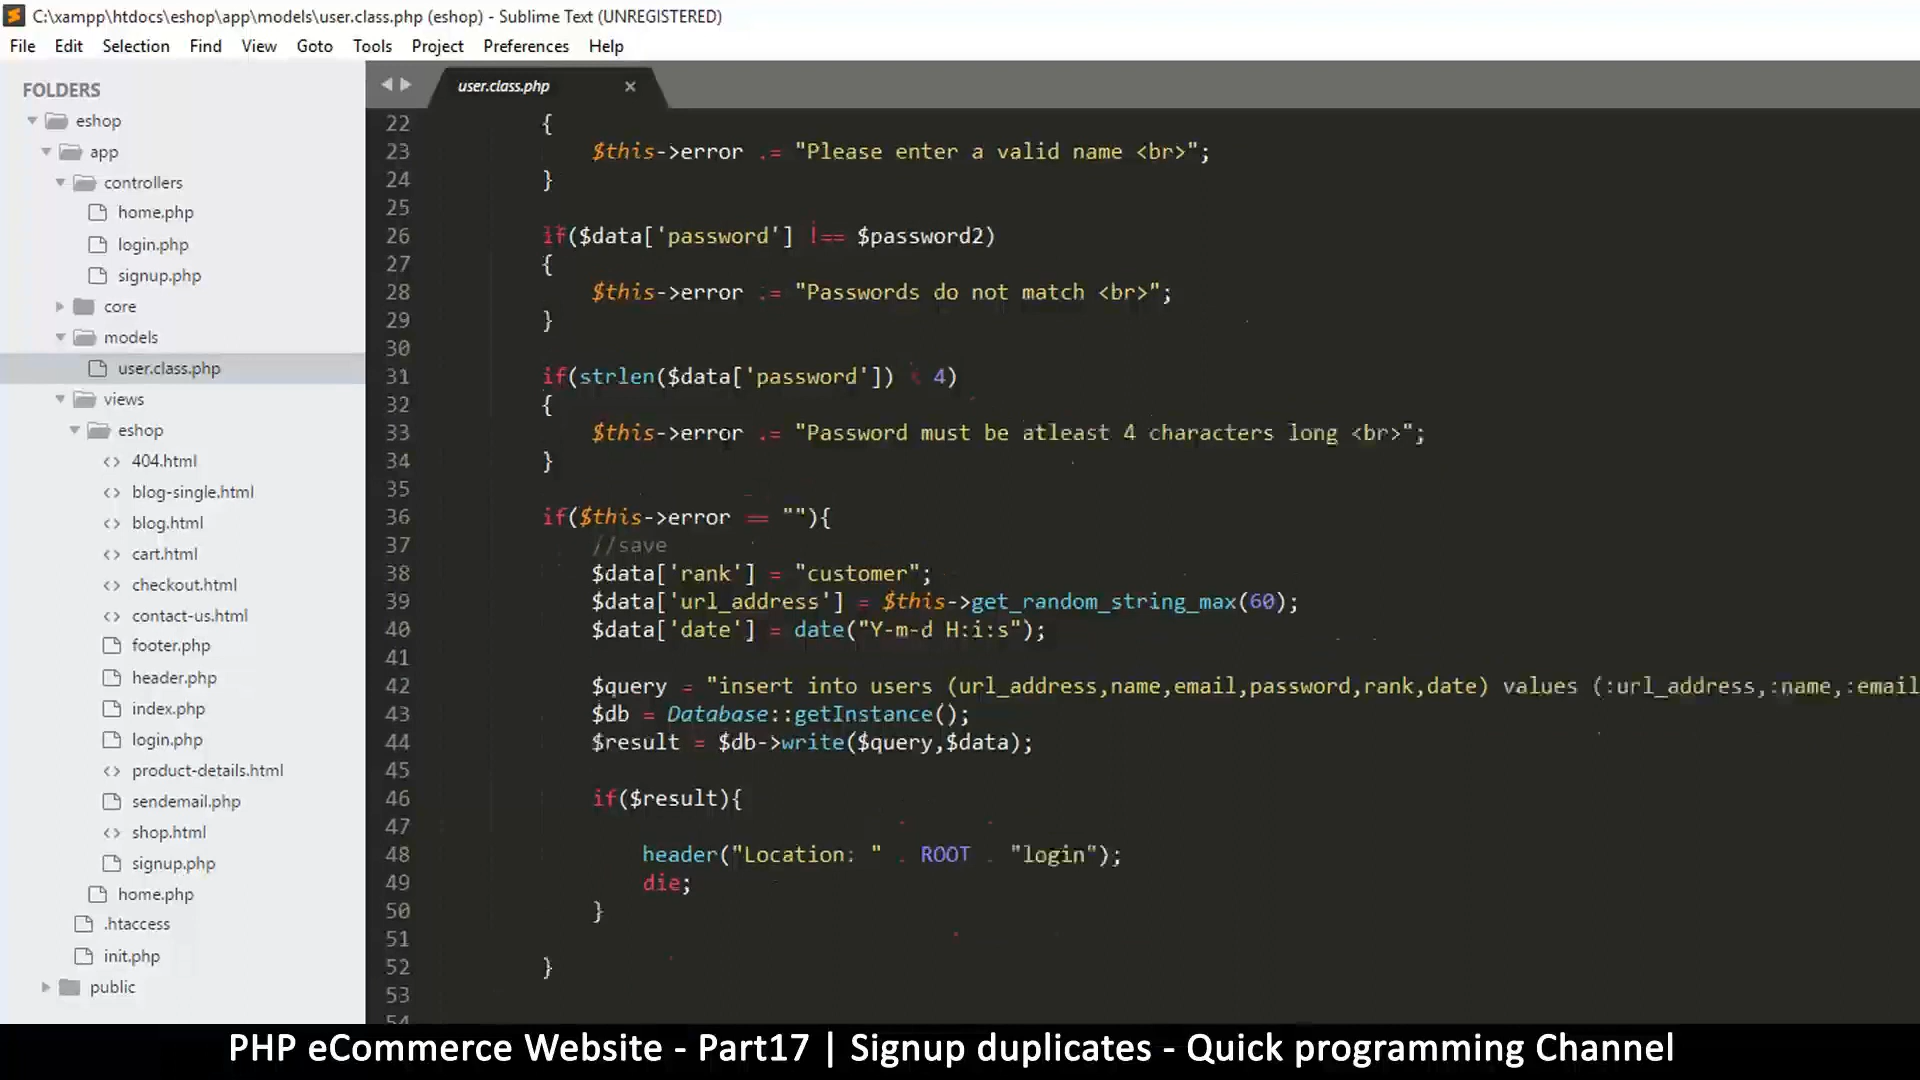 C:\xampp\htdocs\eshop\app\models\user.class.php (eshop) - Sublime Text (UNREGISTERED)
File Edit Selection Find View Goto Tools Project Preferences Help
FOLDERS
eshop
app
controllers
home.php
login.php
signup.php
core
models
user.class.php
views
eshop
404.html
blog-single.html
blog.html
cart.html
checkout.html
contact-us.html
footer.php
header.php
index.php
login.php
product-details.html
sendemail.php
shop.html
signup.php
home.php
.htaccess
init.php
public
user.class.php
22 {
23 $this->error .= "Please enter a valid name <br>";
24 }
25
26 if($data['password'] !== $password2)
27 {
28 $this->error .= "Passwords do not match <br>";
29 }
30
31 if(strlen($data['password']) < 4)
32 {
33 $this->error .= "Password must be atleast 4 characters long <br>";
34 }
35
36 if($this->error == ""){
37 //save
38 $data['rank'] = "customer";
39 $data['url_address'] = $this->get_random_string_max(60);
40 $data['date'] = date("Y-m-d H:i:s");
41
42 $query = "insert into users (url_address,name,email,password,rank,date) values (:url_address,:name,:email
43 $db = Database::getInstance();
44 $result = $db->write($query,$data);
45
46 if($result){
47
48 header("Location: " . ROOT . "login");
49 die;
50 }
51
52 }
53
54
PHP eCommerce Website - Part17 | Signup duplicates - Quick programming Channel